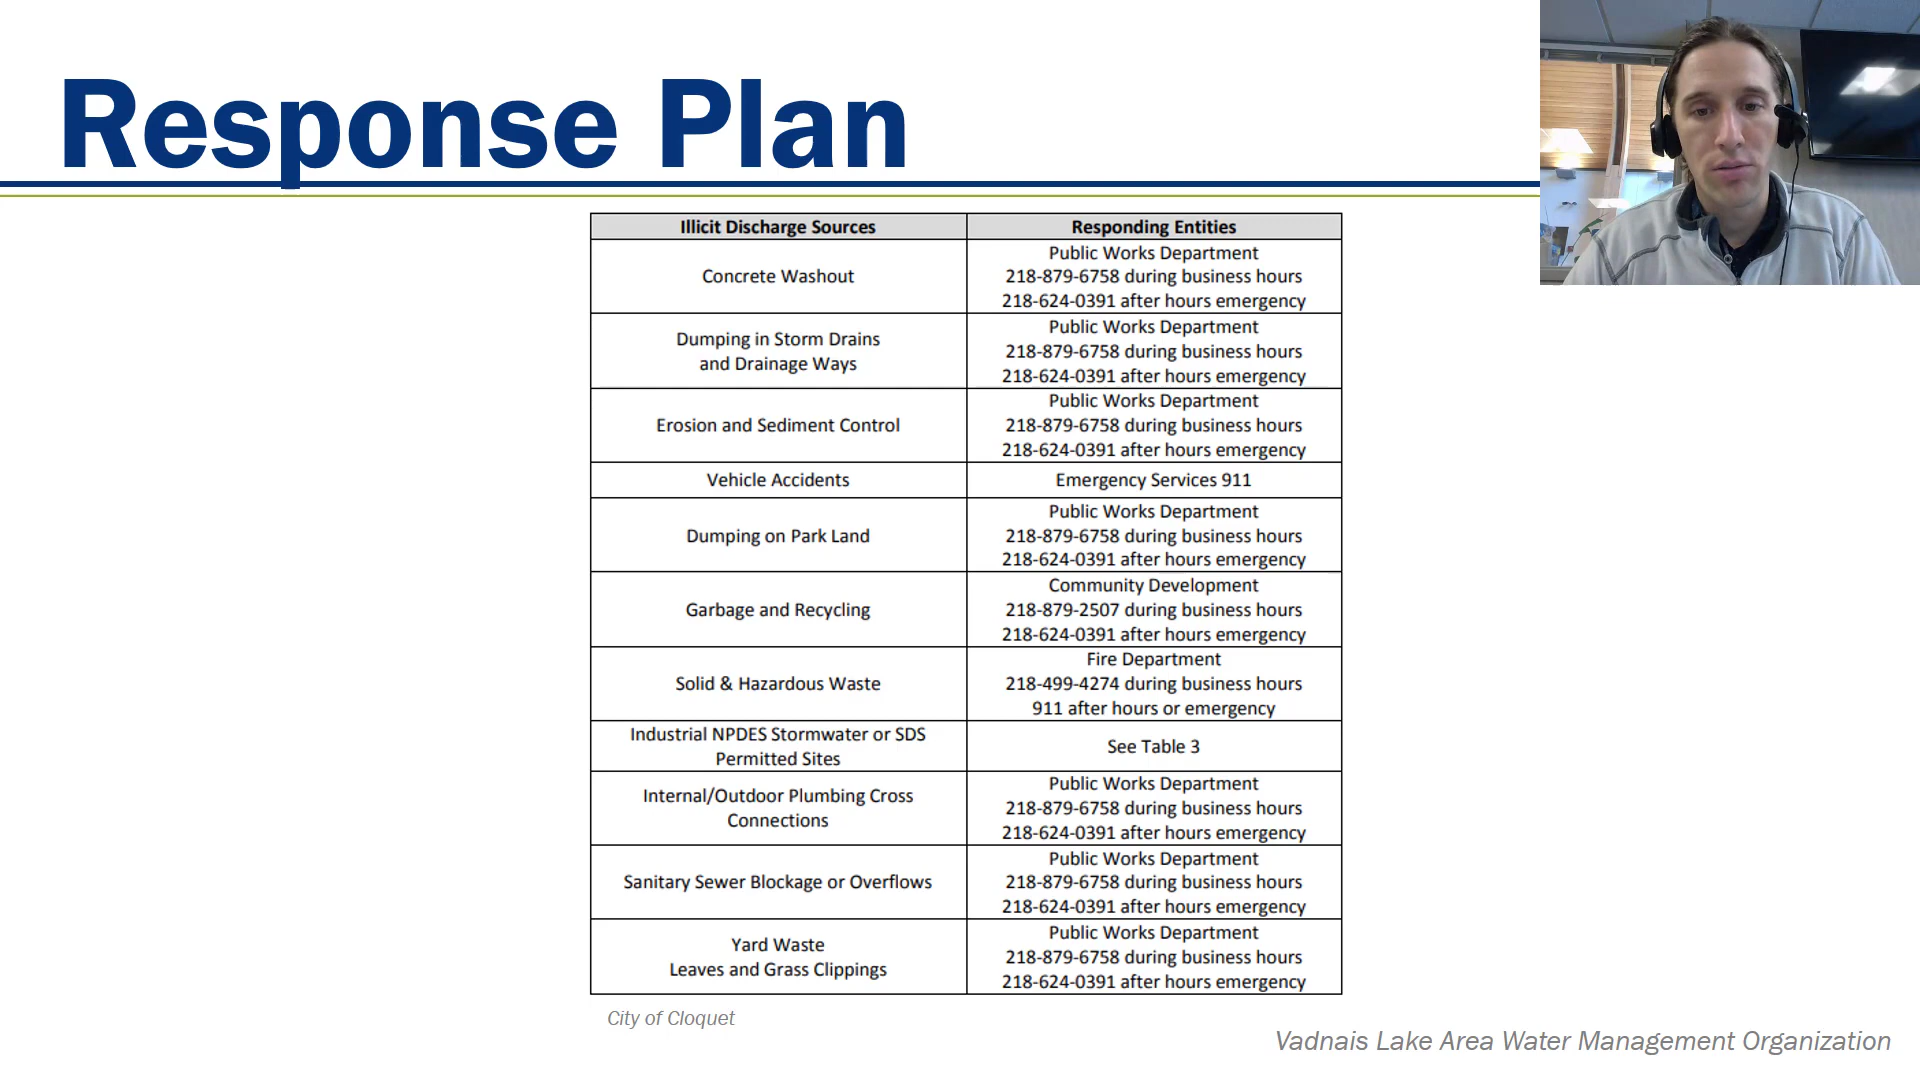 Response Plan
Illicit Discharge Sources
Responding Entities
Concrete Washout
Public Works Department
218-879-6758 during business hours
218-624-0391 after hours emergency
Dumping in Storm Drains
and Drainage Ways
Public Works Department
218-879-6758 during business hours
218-624-0391 after hours emergency
Erosion and Sediment Control
Public Works Department
218-879-6758 during business hours
218-624-0391 after hours emergency
Vehicle Accidents
Emergency Services 911
Dumping on Park Land
Public Works Department
218-879-6758 during business hours
218-624-0391 after hours emergency
Garbage and Recycling
Community Development
218-879-2507 during business hours
218-624-0391 after hours emergency
Solid & Hazardous Waste
Fire Department
218-499-4274 during business hours
911 after hours or emergency
Industrial NPDES Stormwater or SDS
Permitted Sites
See Table 3
Internal/Outdoor Plumbing Cross
Connections
Public Works Department
218-879-6758 during business hours
218-624-0391 after hours emergency
Sanitary Sewer Blockage or Overflows
Public Works Department
218-879-6758 during business hours
218-624-0391 after hours emergency
Yard Waste
Leaves and Grass Clippings
Public Works Department
218-879-6758 during business hours
218-624-0391 after hours emergency
City of Cloquet
Vadnais Lake Area Water Management Organization